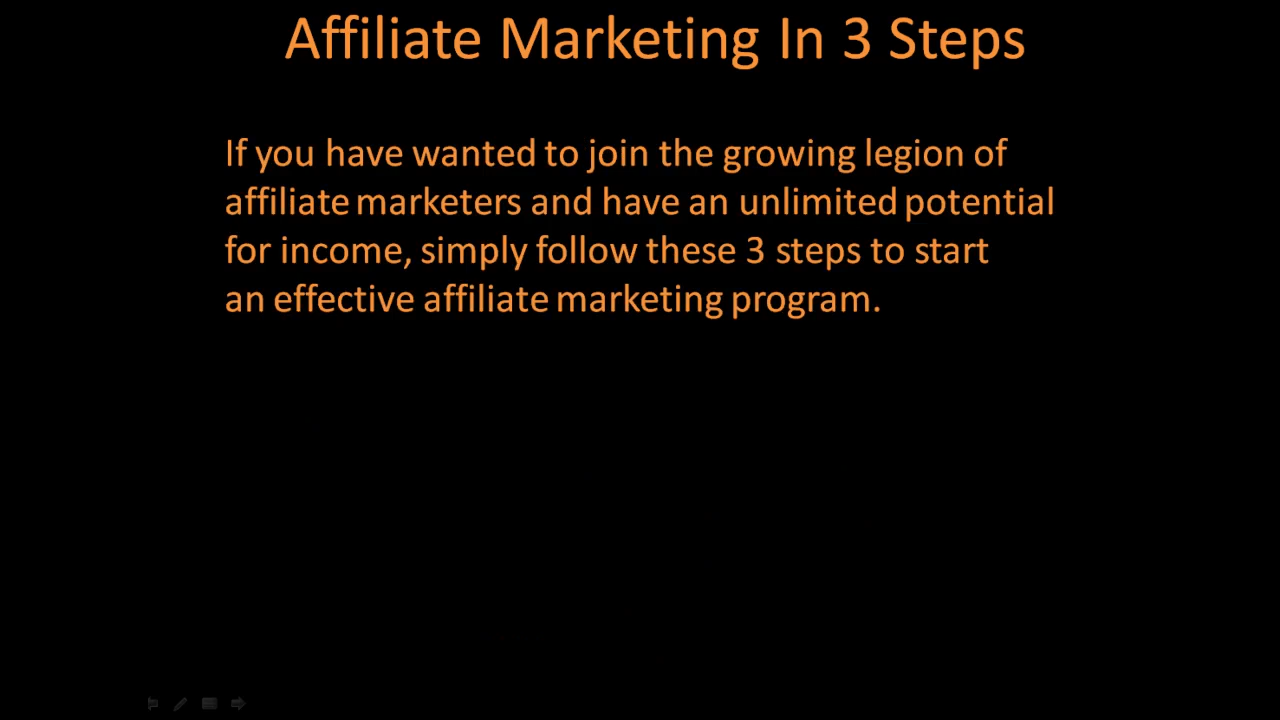 Affiliate Marketing In 3 Steps
If you have wanted to join the growing legion of
affiliate marketers and have an unlimited potential
for income, simply follow these 3 steps to start
an effective affiliate marketing program.